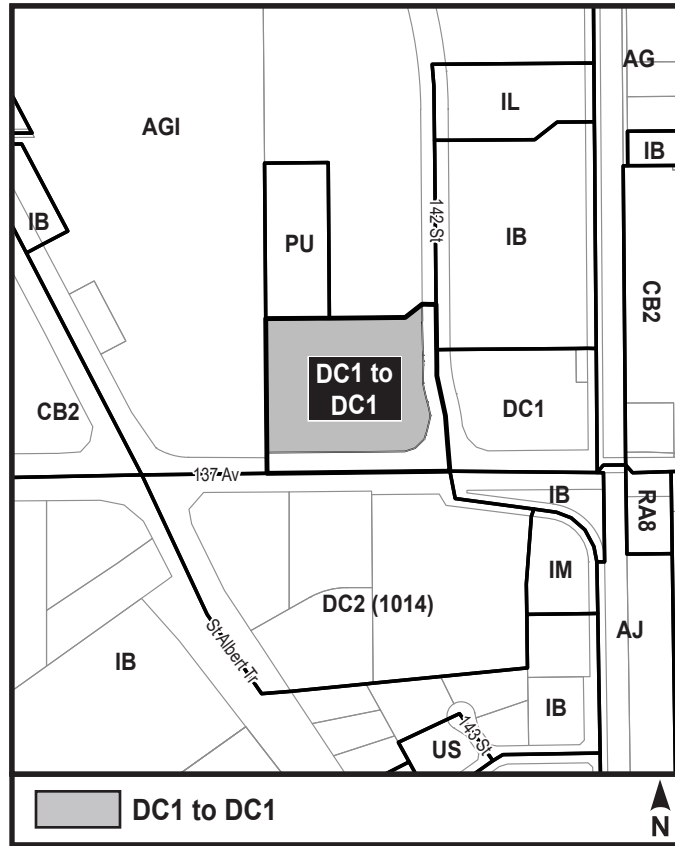 AG
IL
AGI
IB
IB
142 St
PU
IB
CB2
DC1 to
DC1
CB2
DC1
137 Av
IB
RA8
IM
DC2 (1014)
AJ
St Albert Tr
IB
IB
143 St
US
DC1 to DC1
N